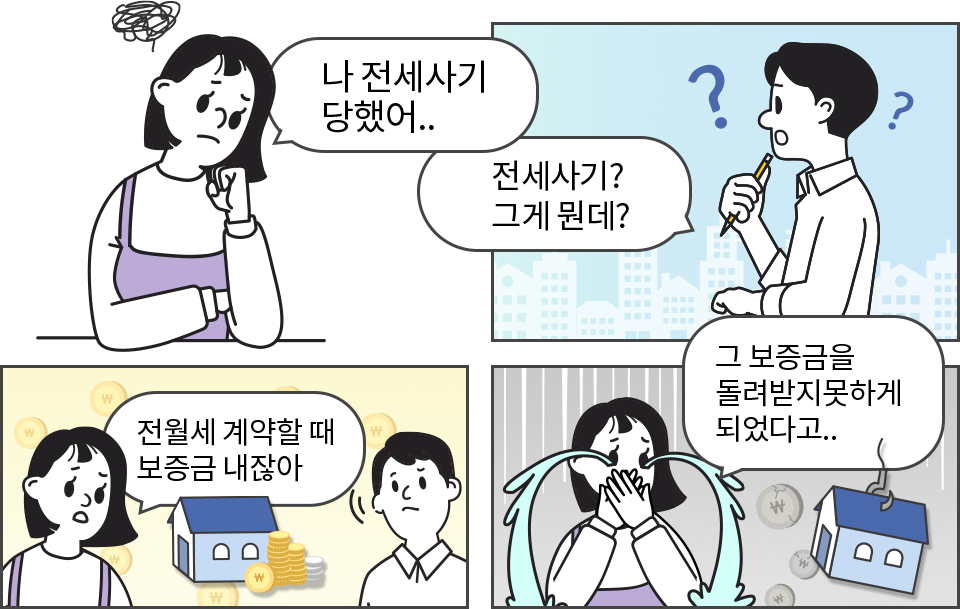 나 전세사기
당했어..
전세사기?
그게 뭔데?
전월세 계약할 때
보증금 내잖아
그 보증금을
돌려받지못하게
되었다고..